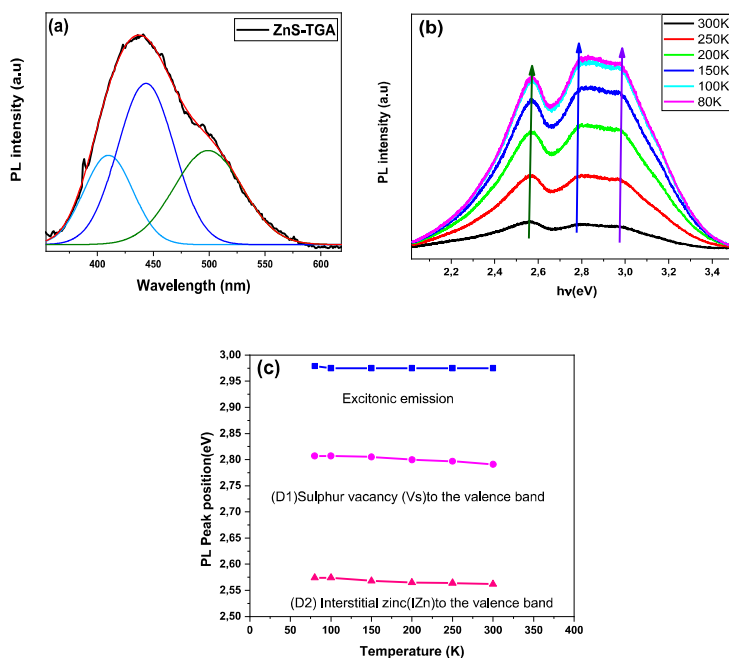 (a)
ZnS-TGA
PL intensity (a.u)
400 450 500 550 600
Wavelength (nm)
(b)
300K
250K
200K
150K
100K
80K
PL intensity (a.u)
2,2 2,6 2,8 3,0 3,4
hν(eV)
(c)
3,00
2,95
2,90
2,85
2,80
2,75
2,70
2,65
2,60
2,55
2,50
PL Peak position(eV)
Excitonic emission
(D1)Sulphur vacancy (Vs)to the valence band
(D2) Interstitial zinc(IZn)to the valence band
0 50 100 150 200 250 300 350 400
Temperature (K)